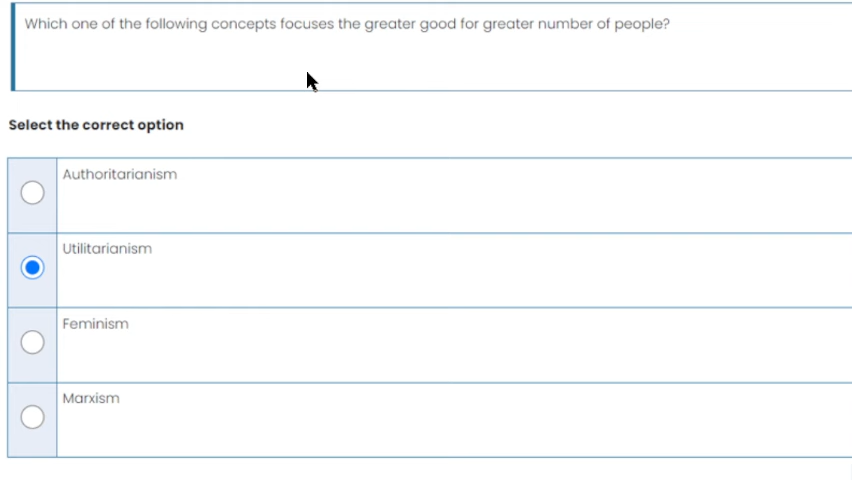 Which one of the following concepts focuses the greater good for greater number of people?
Select the correct option
Authoritarianism
Utilitarianism
Feminism
Marxism